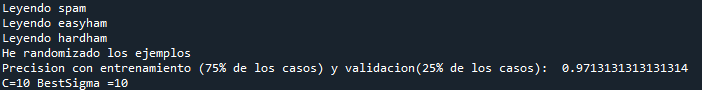 Leyendo spam
Leyendo easyham
Leyendo hardham
He randomizado los ejemplos
Precision con entrenamiento (75% de los casos) y validacion(25% de los casos):  0.9713131313131314
C=10 BestSigma =10